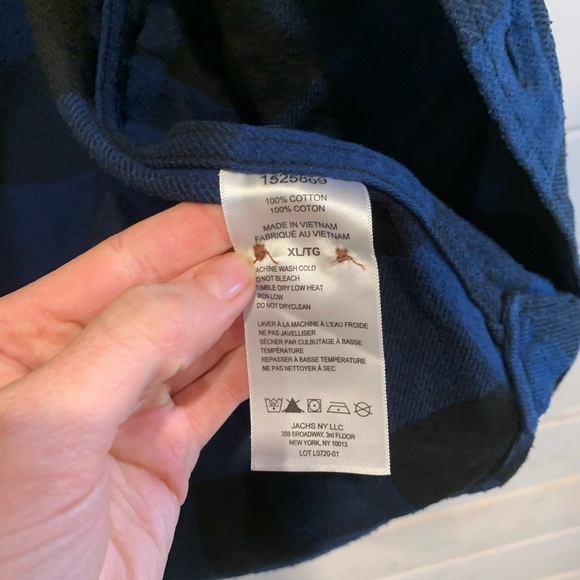 1525869
100% COTTON
100% COTON
MADE IN VIETNAM
FABRIQUÉ AU VIETNAM
XL/TG
ACHINE WASH COLD
O NOT BLEACH
UMBLE DRY LOW HEAT
IRON LOW
DO NOT DRYCLEAN
LAVER À LA MACHINE À L'EAU FROIDE
NE PAS JAVELLISER
SÉCHER PAR CULBUTAGE À BASSE
TEMPÉRATURE
REPASSER À BASSE TEMPÉRATURE
NE PAS NETTOYER À SEC
JACHS NY LLC
359 BROADWAY, 3rd FLOOR
NEW YORK, NY 10013
LOT L0720-01